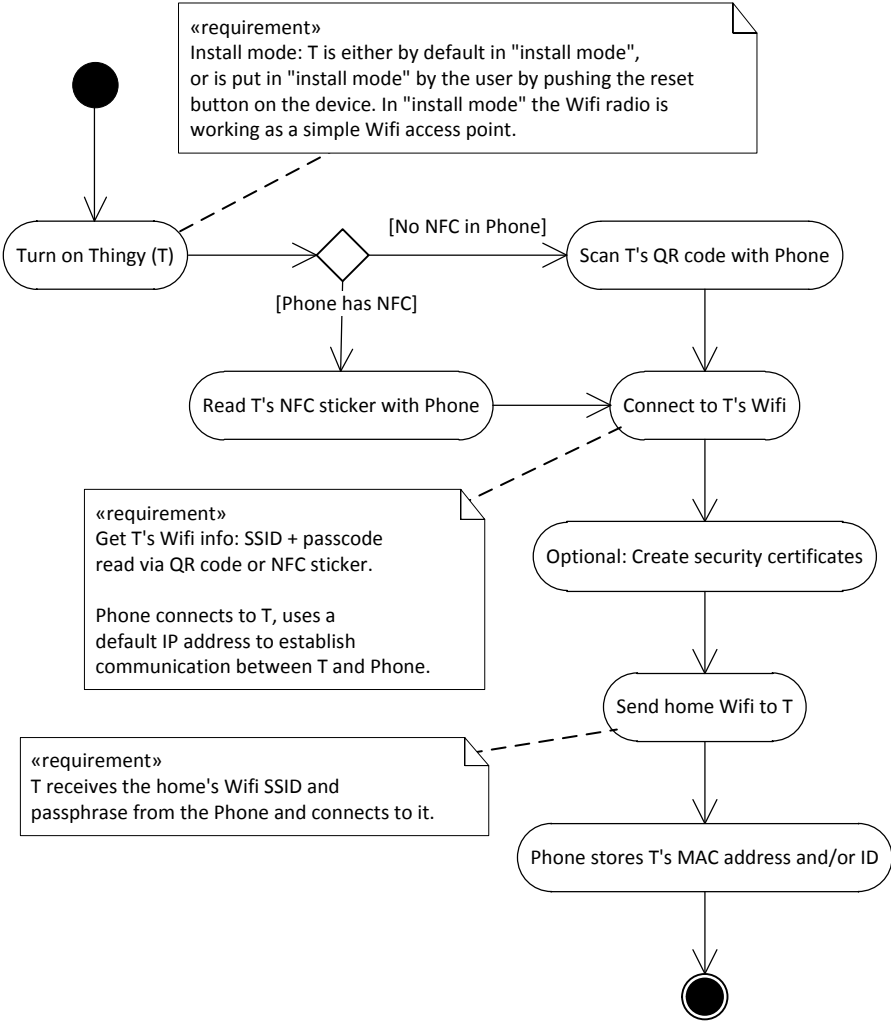 «requirement»
Install mode: T is either by default in "install mode",
or is put in "install mode" by the user by pushing the reset
button on the device. In "install mode" the Wifi radio is
working as a simple Wifi access point.
[No NFC in Phone]
Turn on Thingy (T)
Scan T's QR code with Phone
[Phone has NFC]
Read T's NFC sticker with Phone
Connect to T's Wifi
«requirement»
Get T's Wifi info: SSID + passcode
read via QR code or NFC sticker.
Phone connects to T, uses a
default IP address to establish
communication between T and Phone.
Optional: Create security certificates
Send home Wifi to T
«requirement»
T receives the home's Wifi SSID and
passphrase from the Phone and connects to it.
Phone stores T's MAC address and/or ID